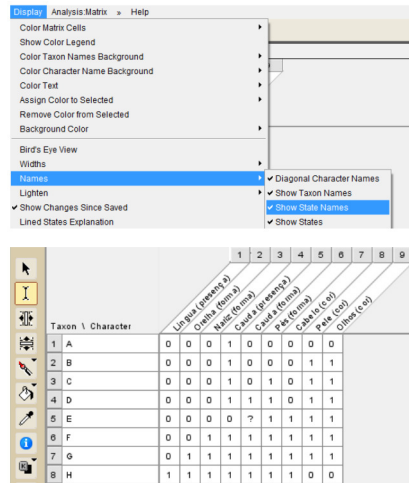 Display Analysis:Matrix » Help
Color Matrix Cells
Show Color Legend
Color Taxon Names Background
Color Character Name Background
Color Text
Assign Color to Selected
Remove Color from Selected
Background Color
Bird's Eye View
Widths
Names
Lighten
Show Changes Since Saved
Lined States Explanation
Diagonal Character Names
Show Taxon Names
Show State Names
Show States
1 2 3 4 5 6 7 8 9
Língua (presença)
Orelha (forma)
Nariz (forma)
Cauda (presença)
Cauda (forma)
Pés (forma)
Cabelo (cor)
Pele (cor)
Olhos (cor)
Taxon \ Character
1 A 0 0 0 1 0 0 0 0 0
2 B 0 0 0 1 0 0 0 1 1
3 C 0 0 0 1 0 1 0 1 1
4 D 0 0 0 1 1 1 0 1 1
5 E 0 0 0 0 ? 1 1 1 1
6 F 0 0 1 1 1 1 1 1 1
7 G 0 1 1 1 1 1 1 1 1
8 H 1 1 1 1 1 1 1 0 0